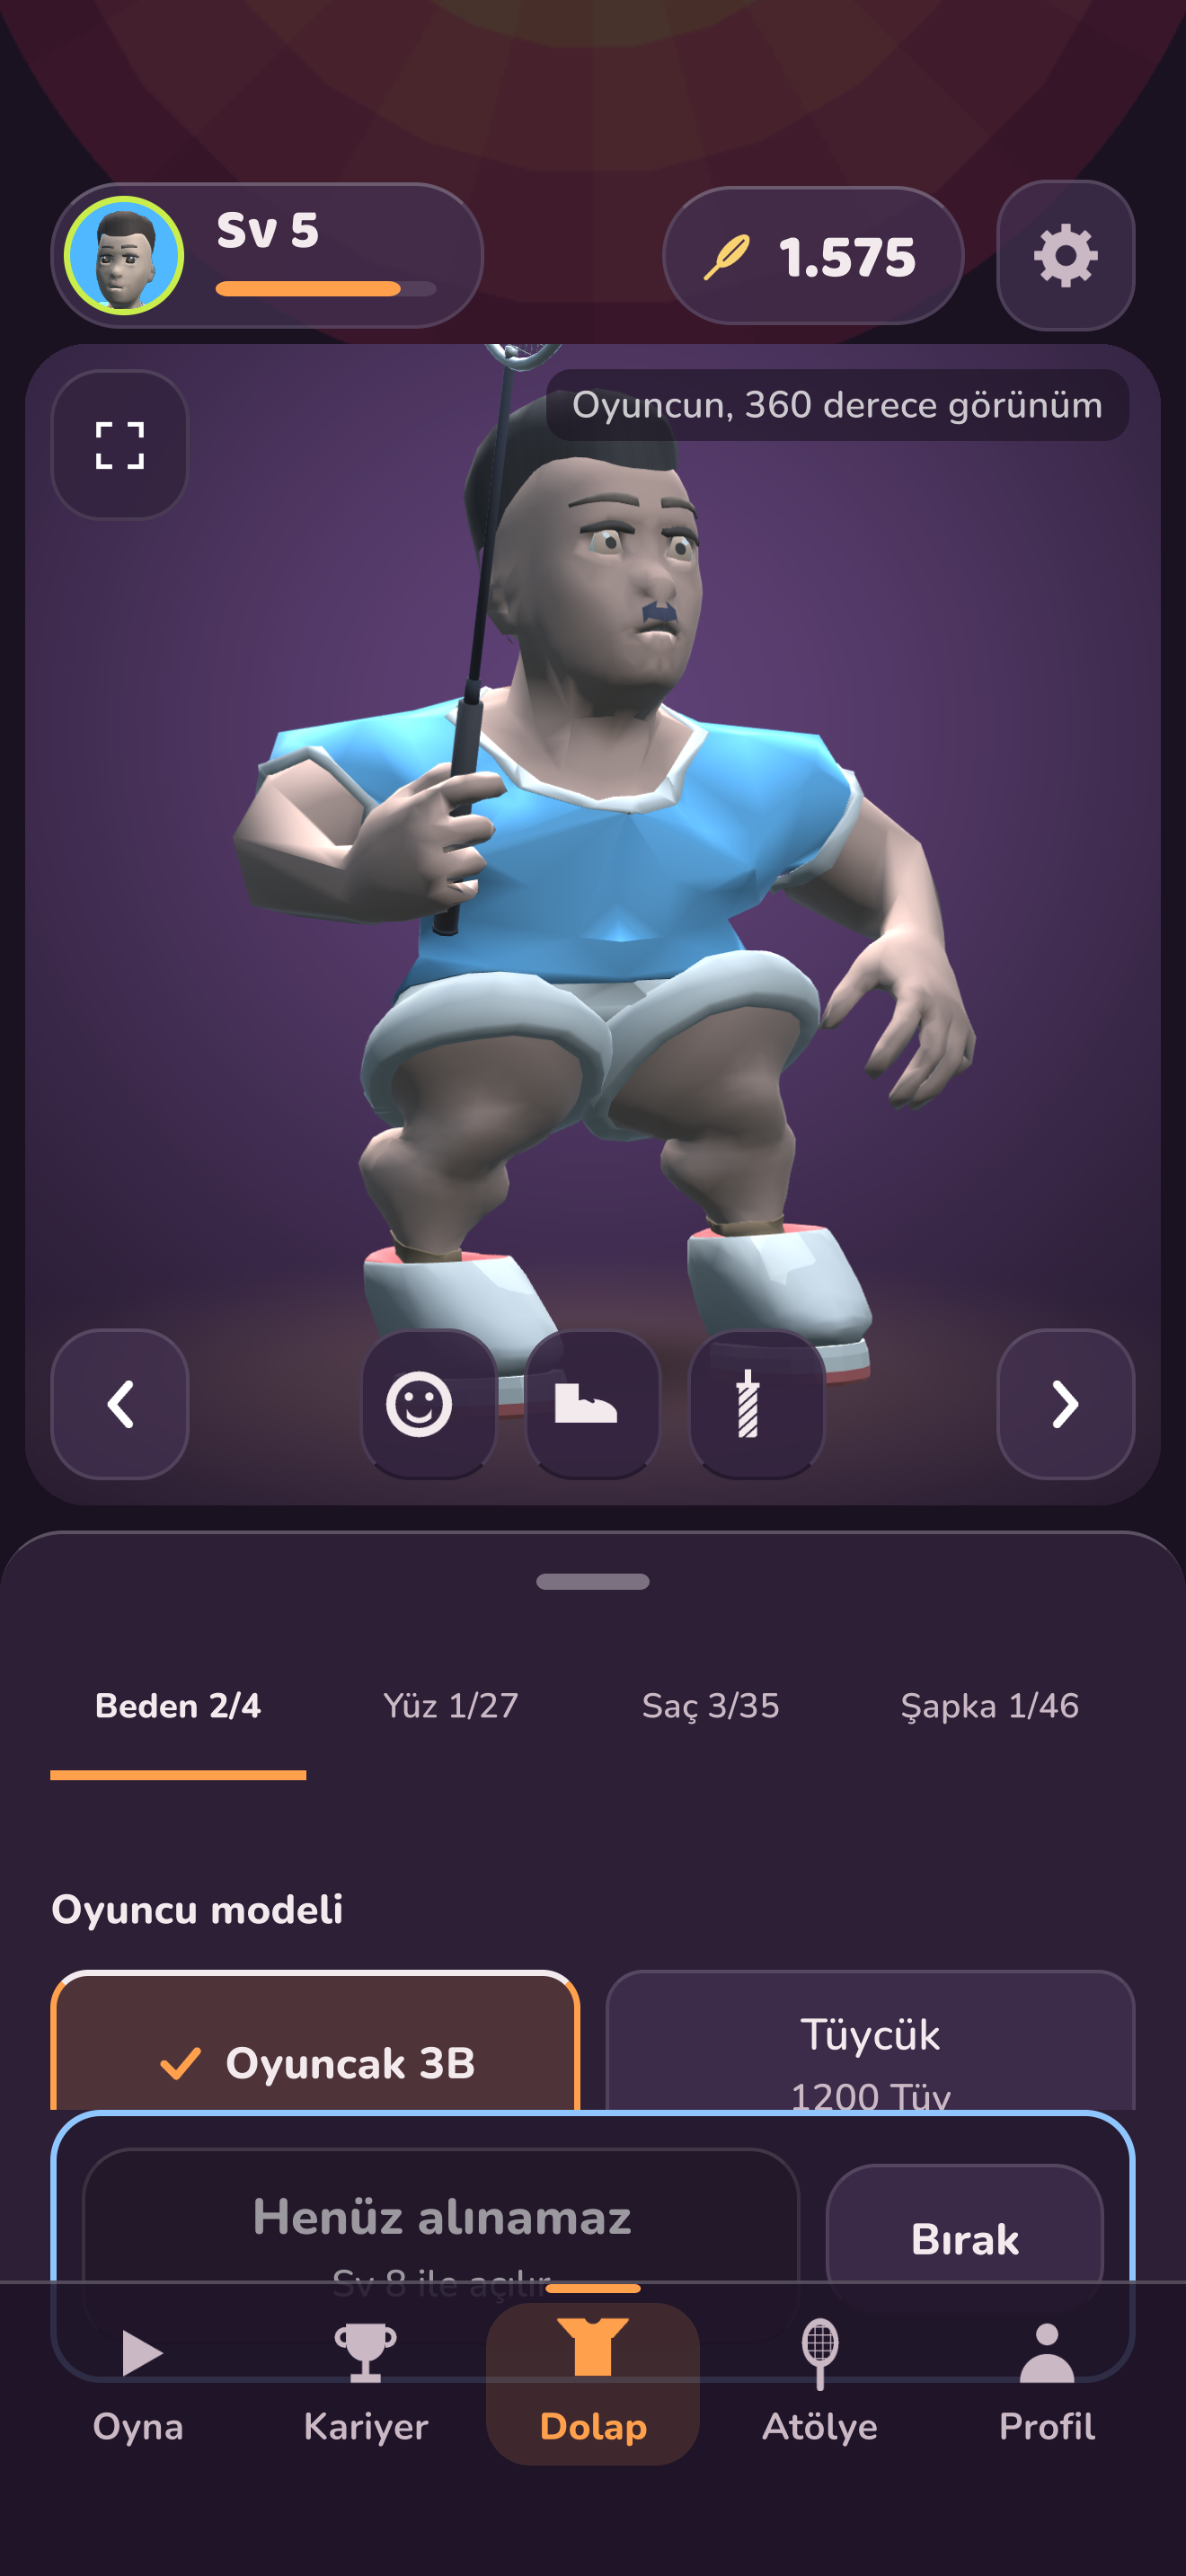 Sv 5
1.575
Oyuncun, 360 derece görünüm
Beden 2/4
Yüz 1/27
Saç 3/35
Şapka 1/46
Oyuncu modeli
Oyuncak 3B
Tüycük
1200 Tüy
Henüz alınamaz
Sv 8 ile açılır
Bırak
Oyna
Kariyer
Dolap
Atölye
Profil